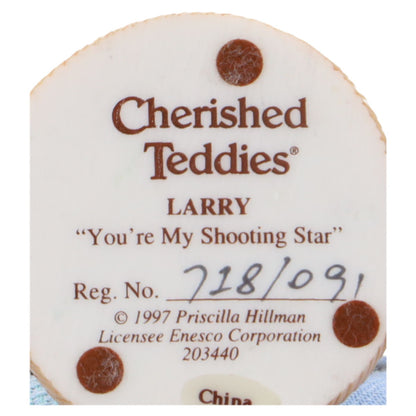 Cherished
Teddies®
LARRY
"You're My Shooting Star"
Reg. No. 718/091
© 1997 Priscilla Hillman
Licensee Enesco Corporation
203440
China